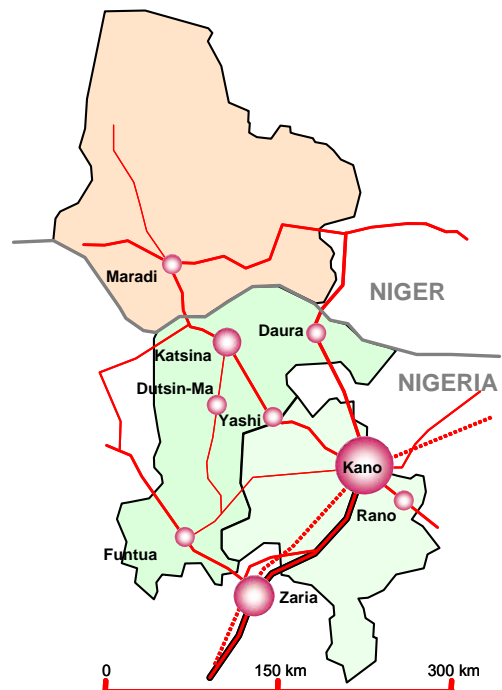 Maradi
NIGER
Daura
Katsina
NIGERIA
Dutsin-Ma
Yashi
Kano
Rano
Funtua
Zaria
0 150 km 300 km